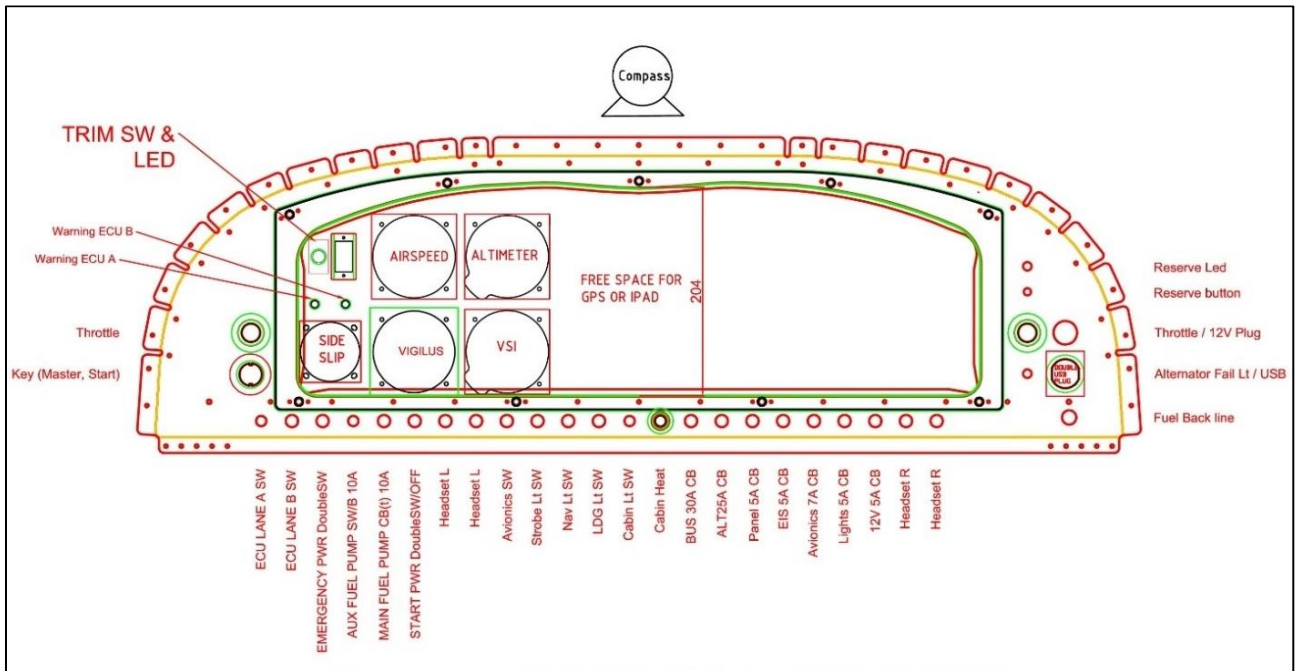 Compass
TRIM SW &
LED
Warning ECU B
Warning ECU A
AIRSPEED
ALTIMETER
FREE SPACE FOR
GPS OR IPAD
204
SIDE
SLIP
VIGILUS
VSI
Throttle
Key (Master, Start)
Reserve Led
Reserve button
Throttle / 12V Plug
DOUBLE
USB
PLUG
Alternator Fail Lt / USB
Fuel Back line
ECU LANE A SW
ECU LANE B SW
EMERGENCY PWR DoubleSW
AUX FUEL PUMP SW/B 10A
MAIN FUEL PUMP CB(t) 10A
START PWR DoubleSW/OFF
Headset L
Headset L
Avionics SW
Strobe Lt SW
Nav Lt SW
LDG Lt SW
Cabin Lt SW
Cabin Heat
BUS 30A CB
ALT25A CB
Panel 5A CB
EIS 5A CB
Avionics 7A CB
Lights 5A CB
12V 5A CB
Headset R
Headset R